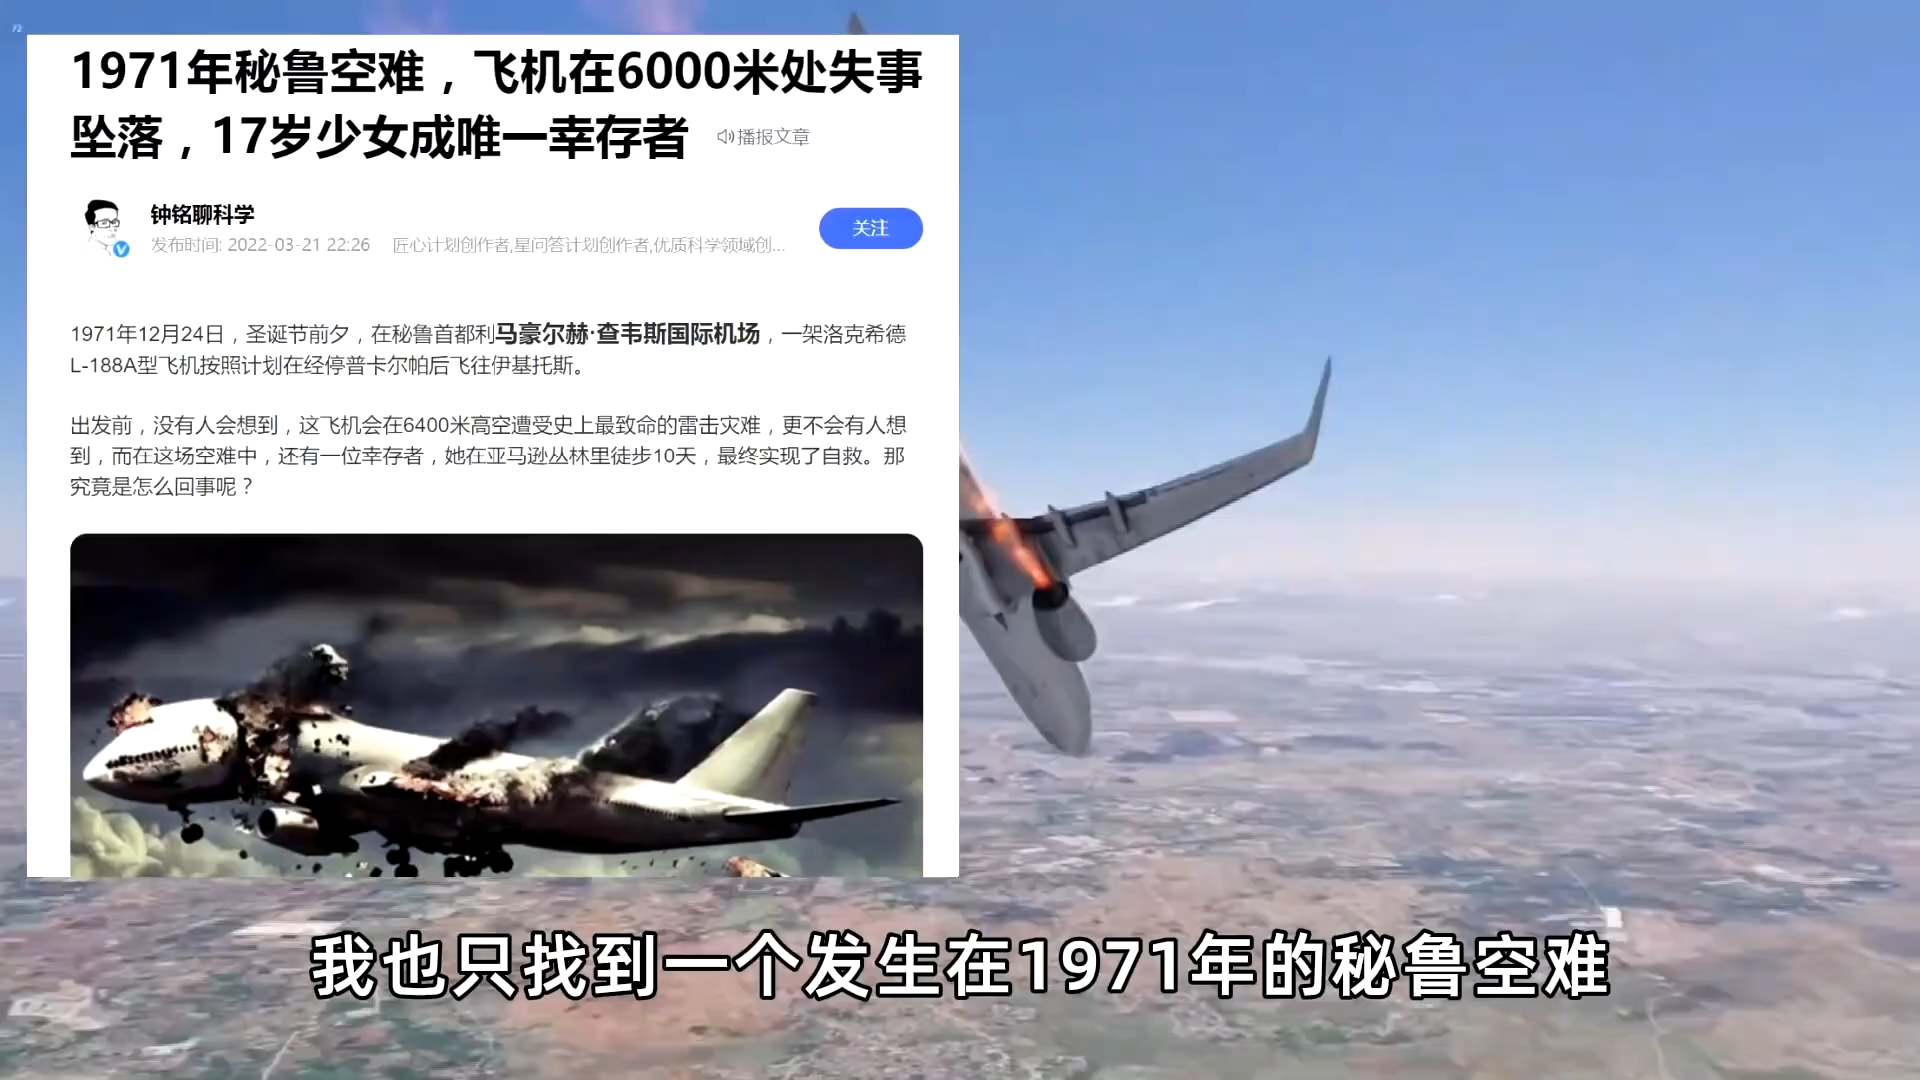 1971年秘鲁空难，飞机在6000米处失事
坠落，17岁少女成唯一幸存者
播报文章
钟铭聊科学
关注
发布时间: 2022-03-21 22:26 匠心计划创作者,星问答计划创作者,优质科学领域创...
1971年12月24日，圣诞节前夕，在秘鲁首都利马豪尔赫·查韦斯国际机场，一架洛克希德
L-188A型飞机按照计划在经停普卡尔帕后飞往伊基托斯。
出发前，没有人会想到，这飞机会在6400米高空遭受史上最致命的雷击灾难，更不会有人想
到，而在这场空难中，还有一位幸存者，她在亚马逊丛林里徒步10天，最终实现了自救。那
究竟是怎么回事呢？
我也只找到一个发生在1971年的秘鲁空难